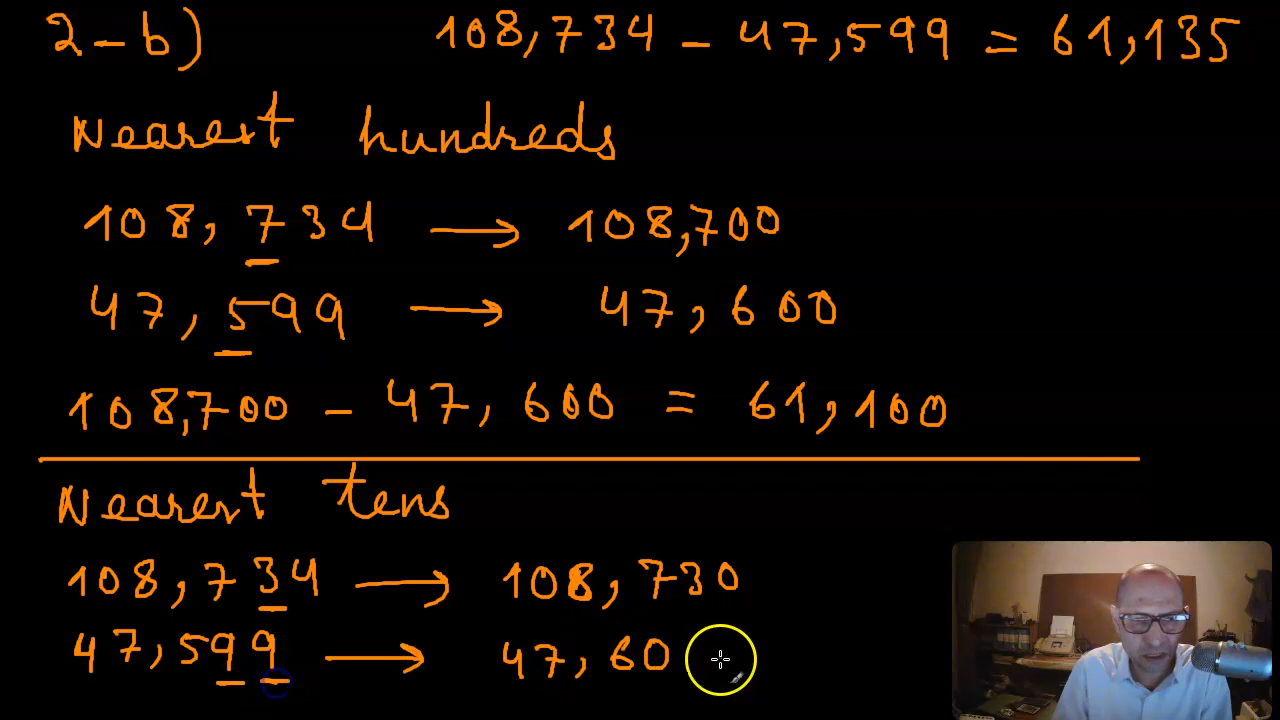 2-b) 108,734 - 47,599 = 61,135
Nearest hundreds
108,734 → 108,700
47,599 → 47,600
108,700 - 47,600 = 61,100
Nearest tens
108,734 → 108,730
47,599 → 47,60